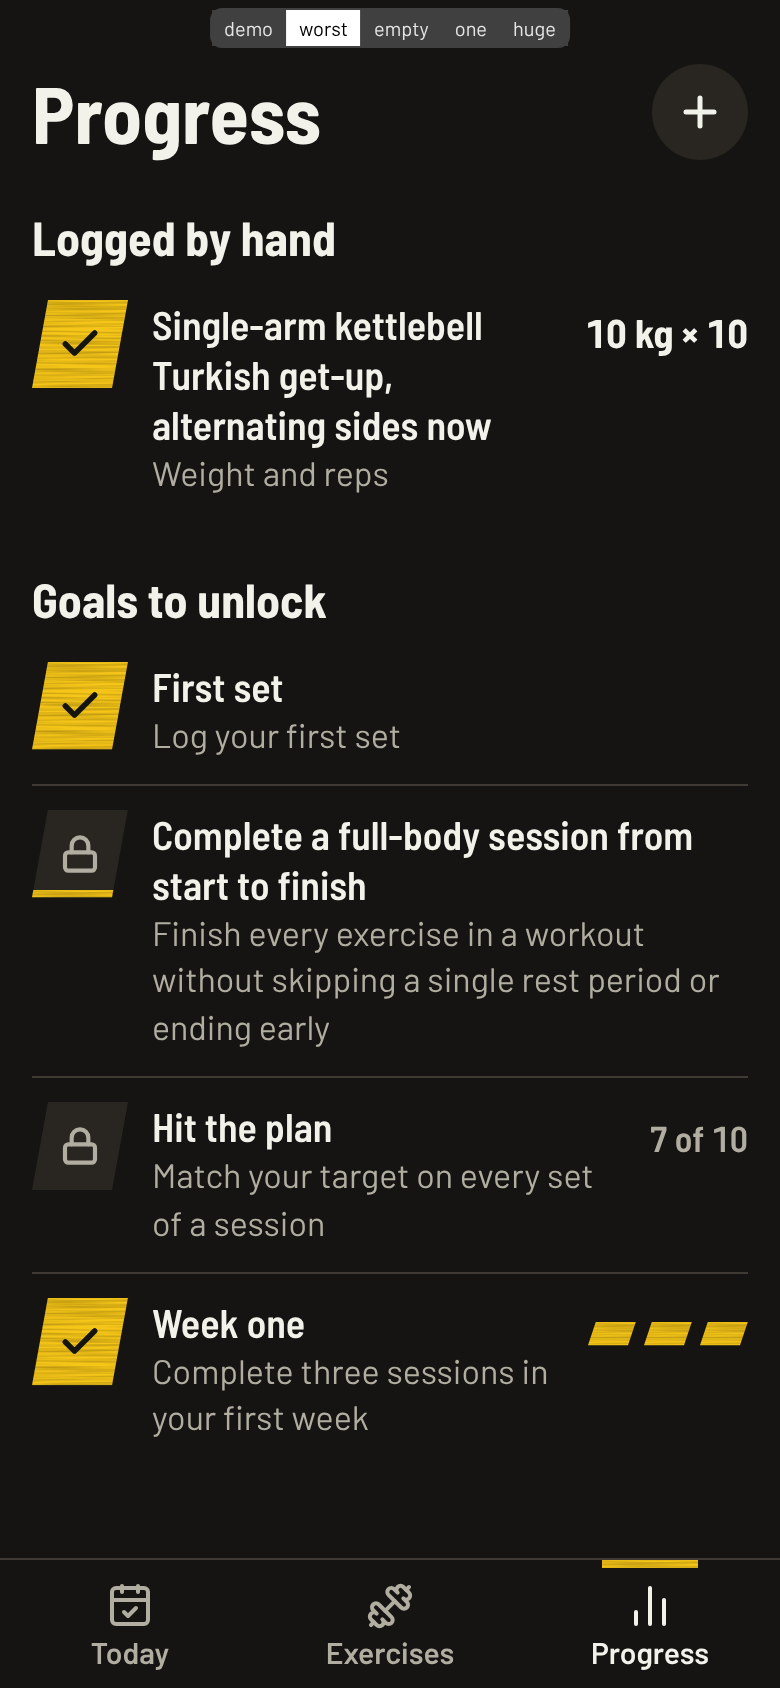 demo worst empty one huge
Progress
Logged by hand
Single-arm kettlebell
Turkish get-up,
alternating sides now
10 kg × 10
Weight and reps
Goals to unlock
First set
Log your first set
Complete a full-body session from
start to finish
Finish every exercise in a workout
without skipping a single rest period or
ending early
Hit the plan
7 of 10
Match your target on every set
of a session
Week one
Complete three sessions in
your first week
Today Exercises Progress